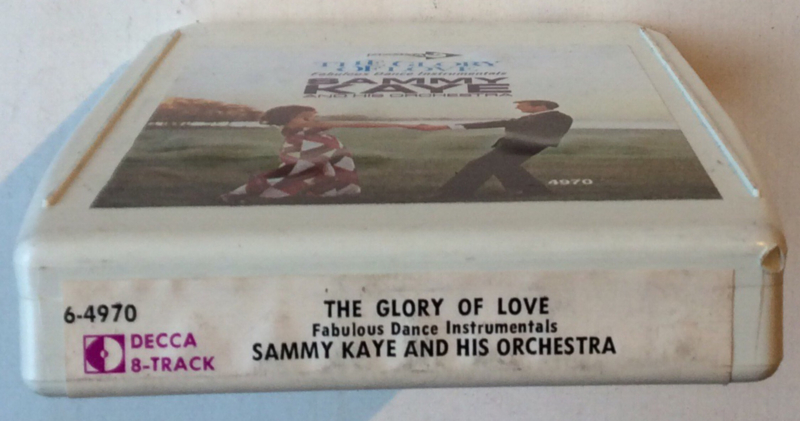 THE GLORY
OF LOVE
Fabulous Dance Instrumentals
SAMMY
KAYE
AND HIS ORCHESTRA
4970
6-4970
DECCA
8-TRACK
THE GLORY OF LOVE
Fabulous Dance Instrumentals
SAMMY KAYE AND HIS ORCHESTRA